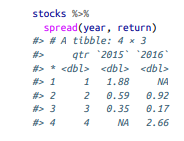 stocks %>%
spread(year, return)
#> # A tibble: 4 × 3
#> qtr `2015` `2016`
#> * <dbl> <dbl> <dbl>
#> 1 1 1.88 NA
#> 2 2 0.59 0.92
#> 3 3 0.35 0.17
#> 4 4 NA 2.66